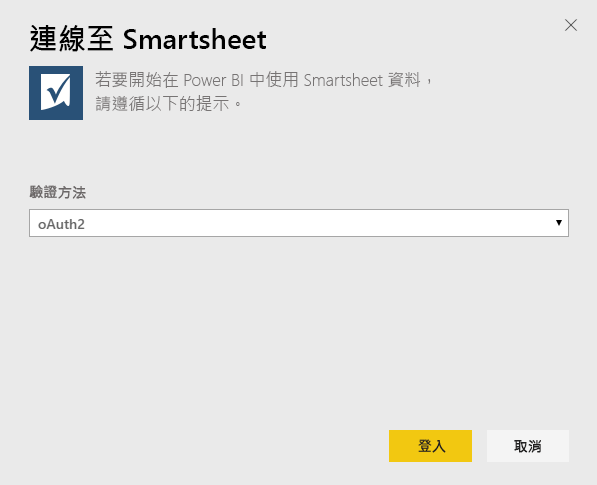 連線至 Smartsheet
若要開始在 Power BI 中使用 Smartsheet 資料，
請遵循以下的提示。
驗證方法
oAuth2
登入
取消